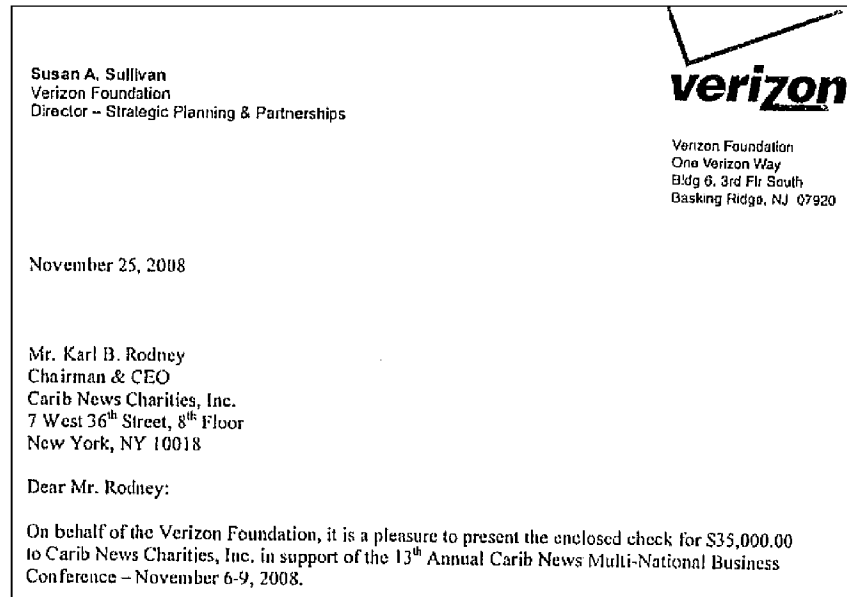 Susan A. Sullivan
Verizon Foundation
Director – Strategic Planning & Partnerships
verizon
Verizon Foundation
One Verizon Way
Bldg 6, 3rd Flr South
Basking Ridge, NJ 07920
November 25, 2008
Mr. Karl B. Rodney
Chairman & CEO
Carib News Charities, Inc.
7 West 36th Street, 8th Floor
New York, NY 10018
Dear Mr. Rodney:
On behalf of the Verizon Foundation, it is a pleasure to present the enclosed check for $35,000.00
to Carib News Charities, Inc. in support of the 13th Annual Carib News Multi-National Business
Conference – November 6-9, 2008.